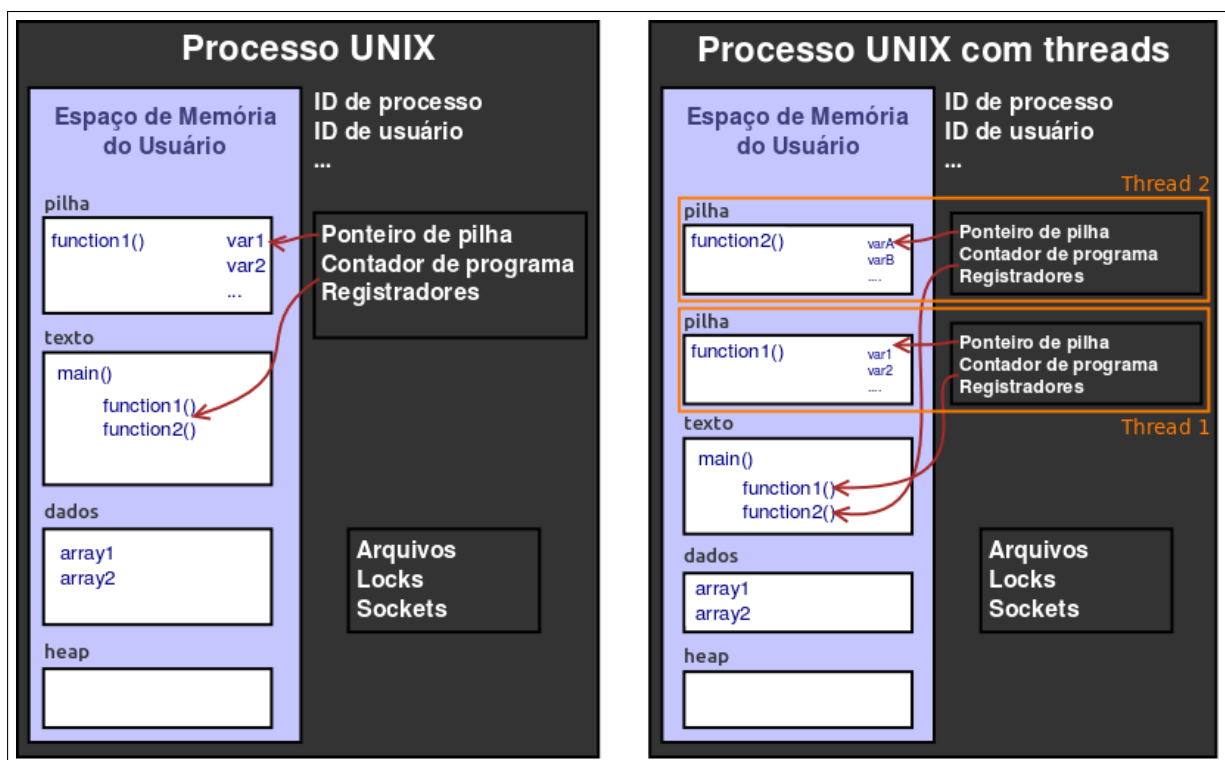 Processo UNIX
Espaço de Memória
do Usuário
ID de processo
ID de usuário
...
pilha
function1() var1
var2
...
Ponteiro de pilha
Contador de programa
Registradores
texto
main()
function1()
function2()
dados
array1
array2
Arquivos
Locks
Sockets
heap
Processo UNIX com threads
Espaço de Memória
do Usuário
ID de processo
ID de usuário
...
Thread 2
pilha
function2() varA
varB
....
Ponteiro de pilha
Contador de programa
Registradores
pilha
function1() var1
var2
....
Ponteiro de pilha
Contador de programa
Registradores
Thread 1
texto
main()
function1()
function2()
dados
array1
array2
Arquivos
Locks
Sockets
heap